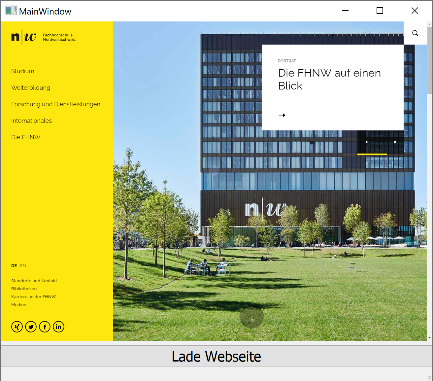 MainWindow
n|w Fachhochschule
Nordwestschweiz
Studium
Weiterbildung
Forschung und Dienstleistungen
Internationales
Die FHNW
PORTRÄT
Die FHNW auf einen
Blick
n|w
DE EN
Standorte und Kontakt
Bibliotheken
Karriere an der FHNW
Medien
Lade Webseite